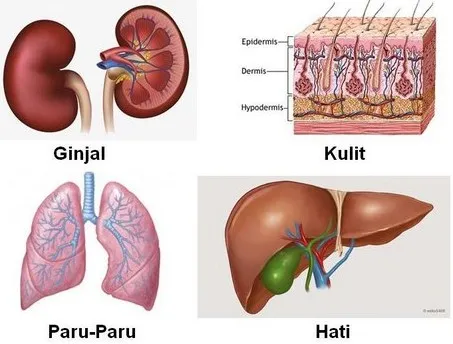 Epidermis
Dermis
Hypodermis
Ginjal
Kulit
Paru-Paru
Hati